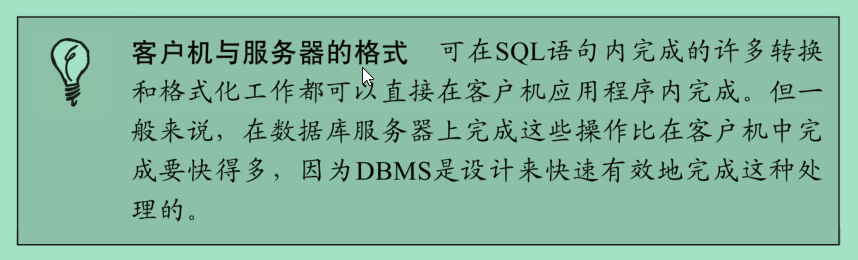 客户机与服务器的格式 可在SQL语句内完成的许多转换
和格式化工作都可以直接在客户机应用程序内完成。但一
般来说，在数据库服务器上完成这些操作比在客户机中完
成要快得多，因为DBMS是设计来快速有效地完成这种处
理的。